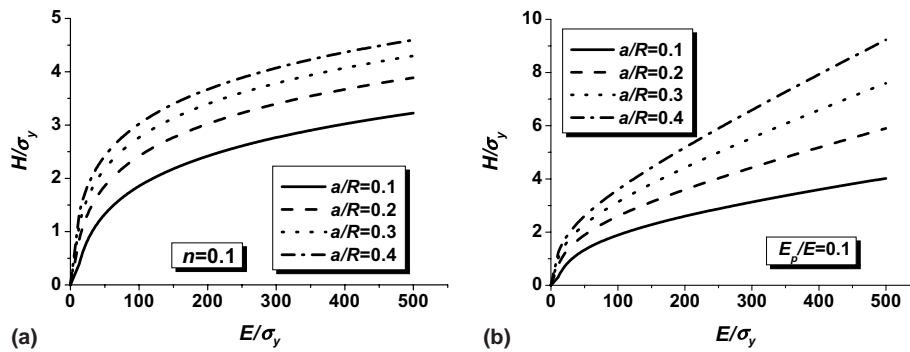 5
4
3
2
1
0
H/σy
a/R=0.1
a/R=0.2
a/R=0.3
a/R=0.4
n=0.1
0 100 200 300 400 500
E/σy
(a)
10
8
6
4
2
0
H/σy
a/R=0.1
a/R=0.2
a/R=0.3
a/R=0.4
Ep/E=0.1
0 100 200 300 400 500
E/σy
(b)